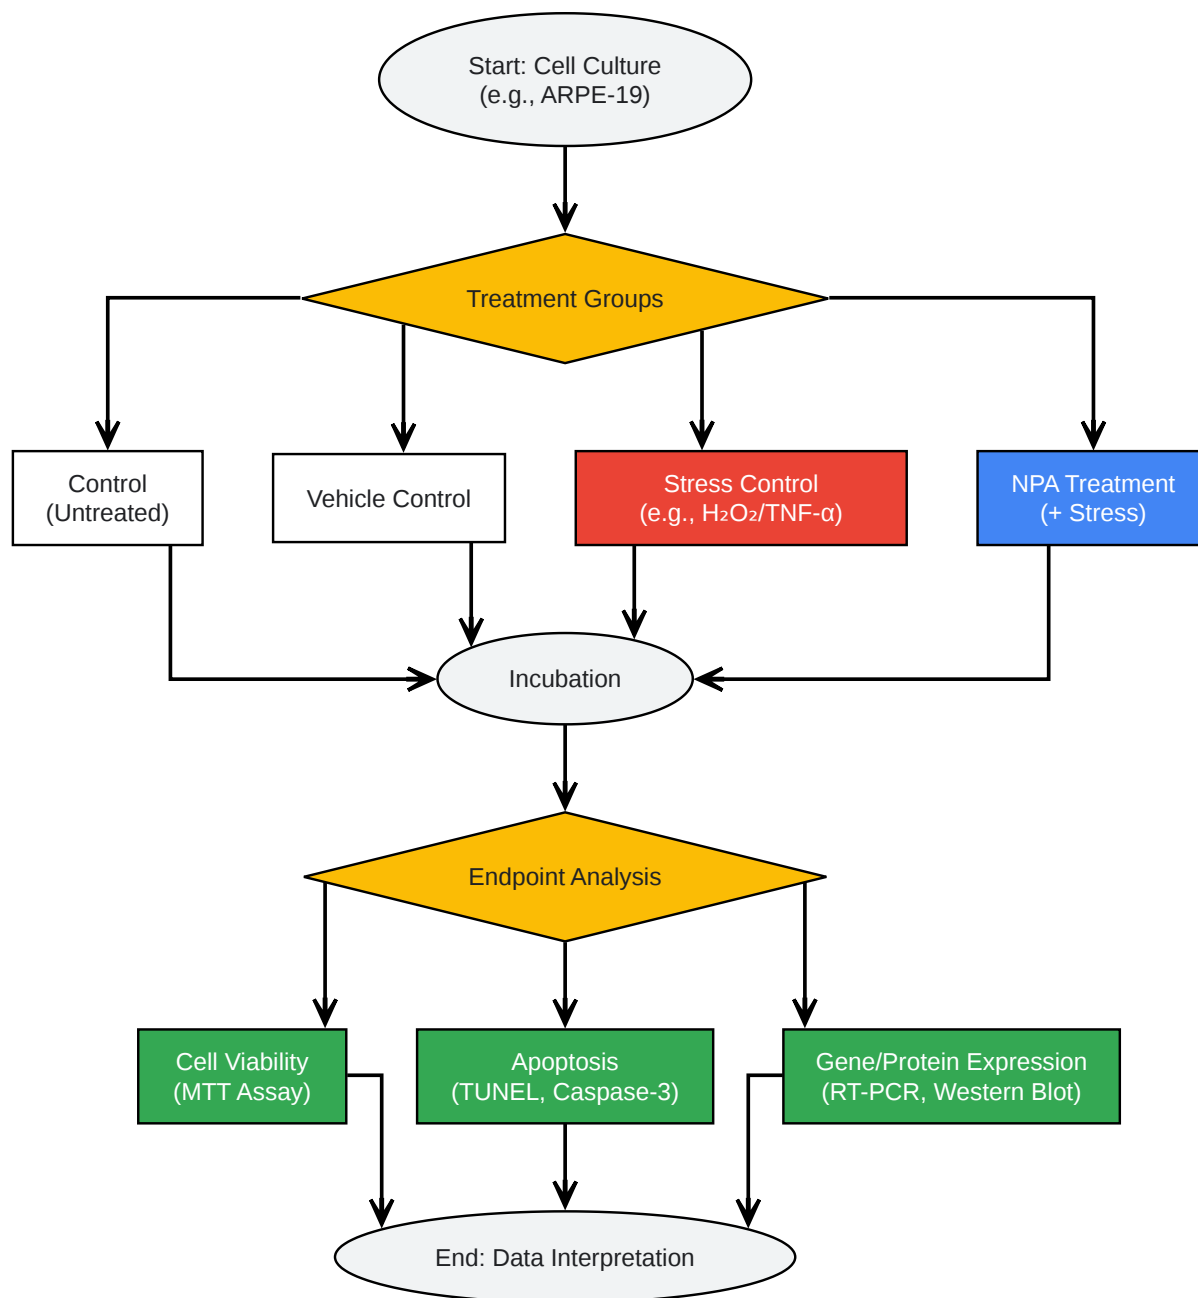 Start: Cell Culture
(e.g., ARPE-19)
Treatment Groups
Control
(Untreated)
Vehicle Control
Stress Control
(e.g., H₂O₂/TNF-α)
NPA Treatment
(+ Stress)
Incubation
Endpoint Analysis
Cell Viability
(MTT Assay)
Apoptosis
(TUNEL, Caspase-3)
Gene/Protein Expression
(RT-PCR, Western Blot)
End: Data Interpretation